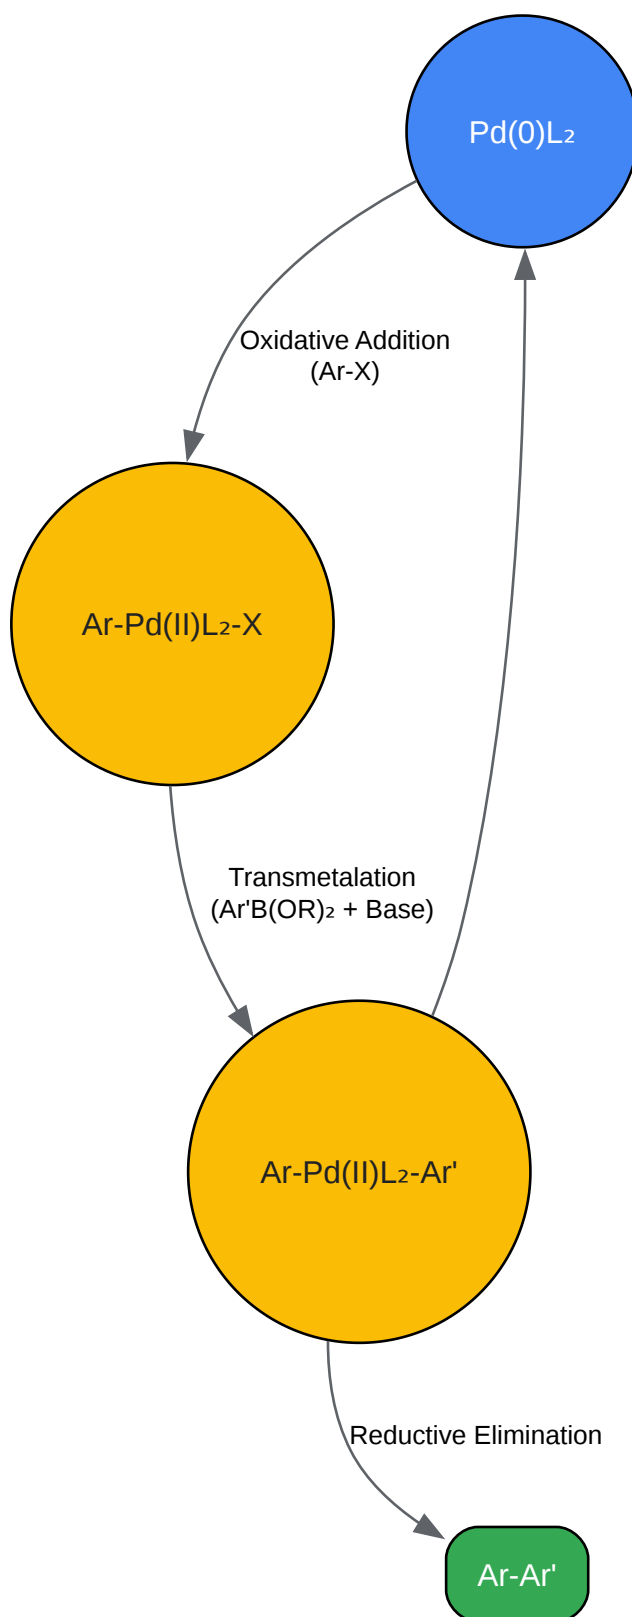 Pd(0)L₂
Oxidative Addition
(Ar-X)
Ar-Pd(II)L₂-X
Transmetalation
(Ar'B(OR)₂ + Base)
Ar-Pd(II)L₂-Ar'
Reductive Elimination
Ar-Ar'